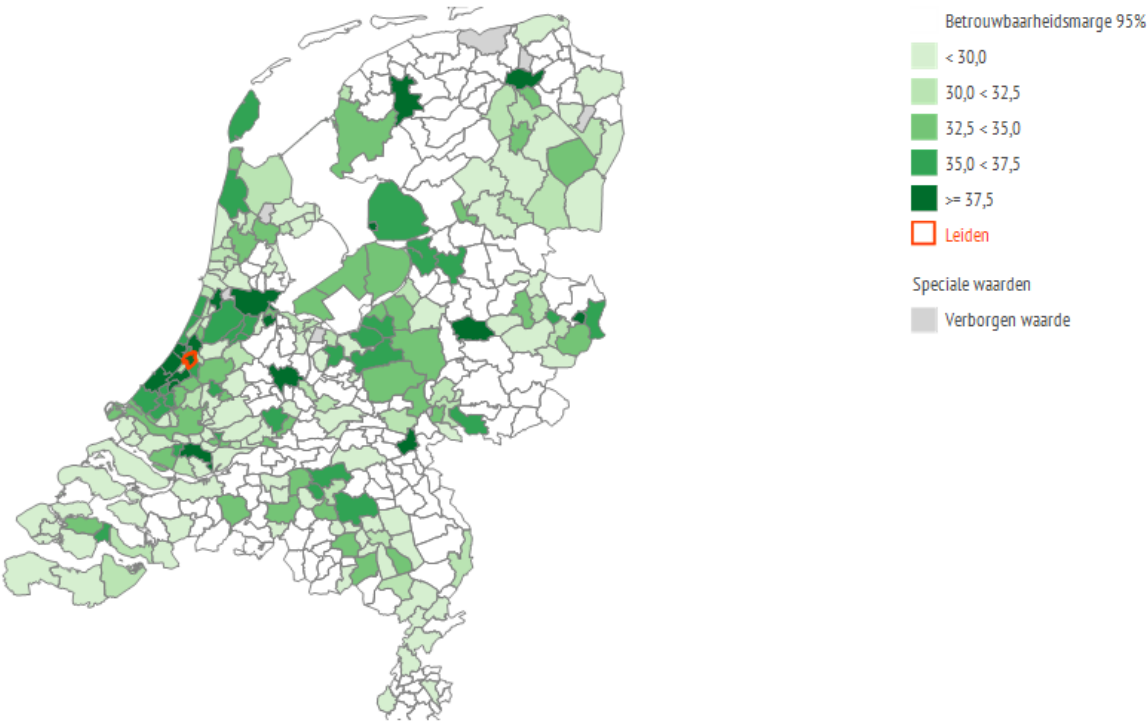 Betrouwbaarheidsmarge 95%
< 30,0
30,0 < 32,5
32,5 < 35,0
35,0 < 37,5
>= 37,5
Leiden
Speciale waarden
Verborgen waarde